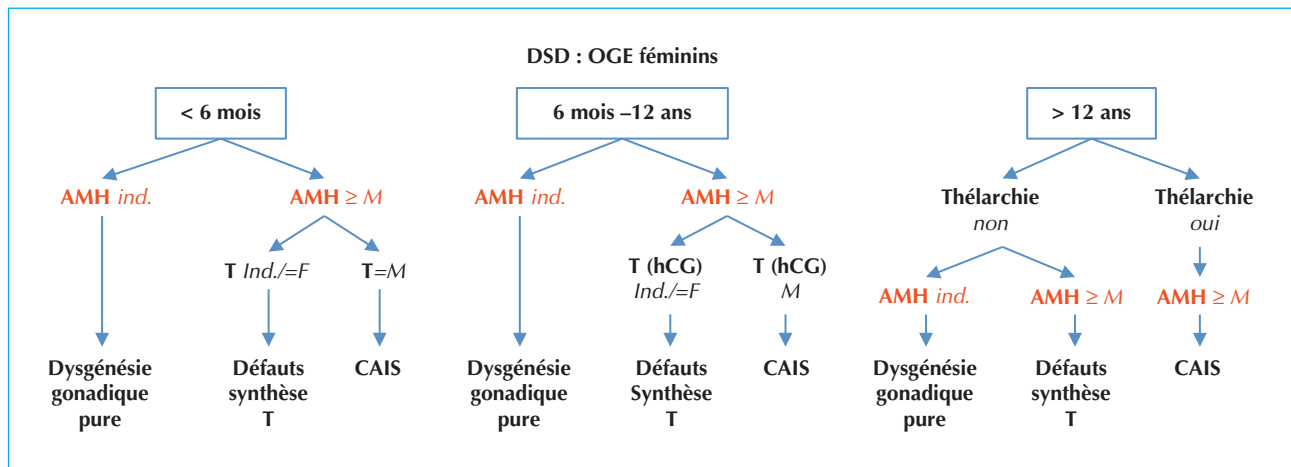 DSD : OGE féminins
< 6 mois
6 mois –12 ans
> 12 ans
AMH ind.
AMH ≥ M
AMH ind.
AMH ≥ M
Thélarchie
non
Thélarchie
oui
T Ind./=F
T=M
T (hCG)
Ind./=F
T (hCG)
M
AMH ind.
AMH ≥ M
AMH ≥ M
Dysgénésie
gonadique
pure
Défauts
synthèse
T
CAIS
Dysgénésie
gonadique
pure
Défauts
Synthèse
T
CAIS
Dysgénésie
gonadique
pure
Défauts
synthèse
T
CAIS